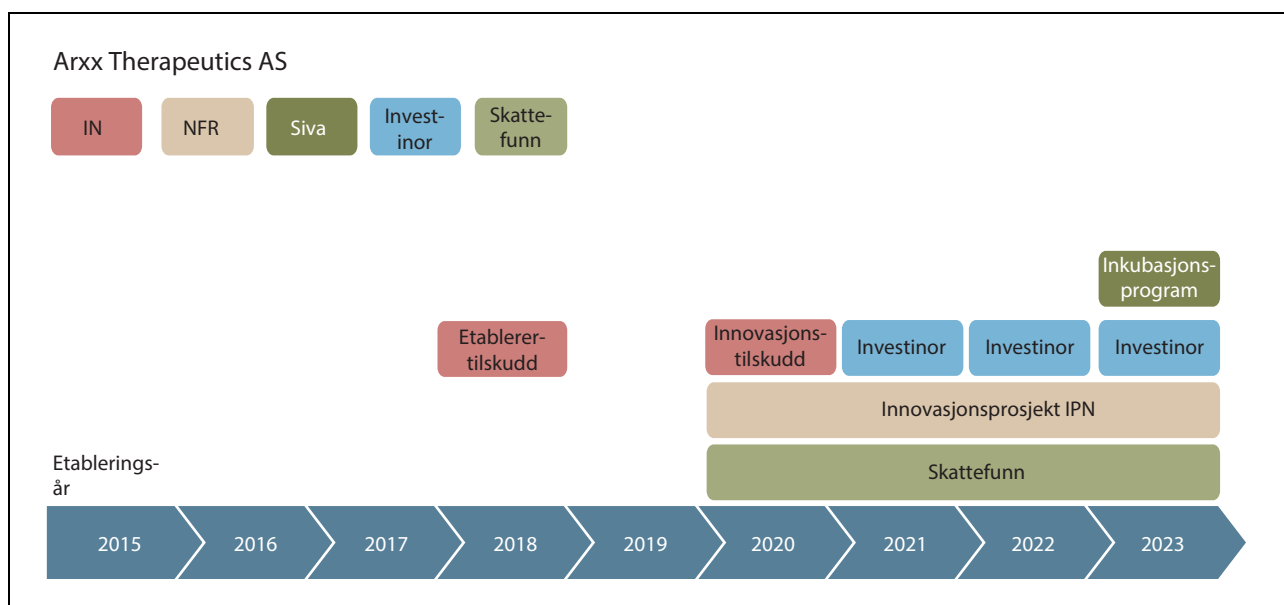 Arxx Therapeutics AS
IN
NFR
Siva
Invest-
inor
Skatte-
funn
Inkubasjons-
program
Etablerer-
tilskudd
Innovasjons-
tilskudd
Investinor
Investinor
Investinor
Innovasjonsprosjekt IPN
Skattefunn
Etablerings-
år
2015
2016
2017
2018
2019
2020
2021
2022
2023